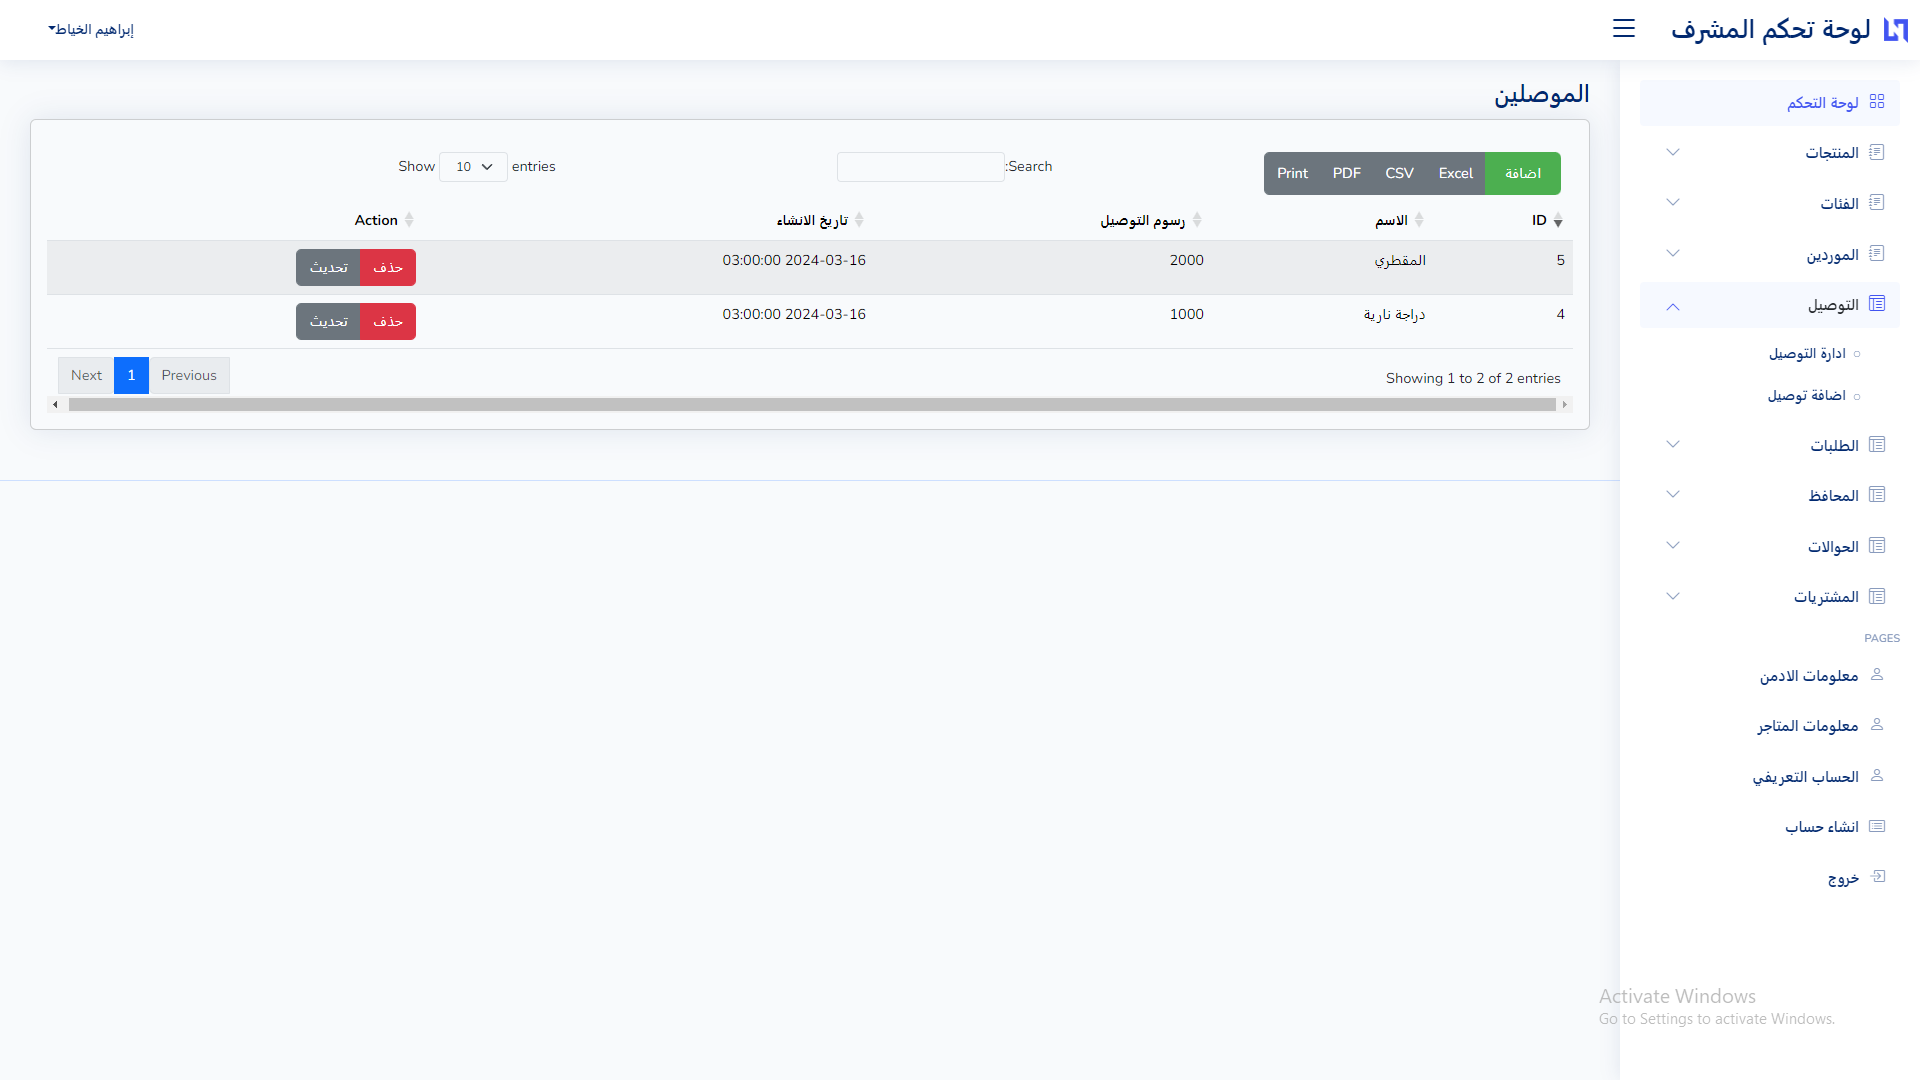 لوحة تحكم المشرف
إبراهيم الخياط
لوحة التحكم
المنتجات
الفئات
الموردين
التوصيل
ادارة التوصيل
اضافة توصيل
الطلبات
المحافظ
الحوالات
المشتريات
PAGES
معلومات الادمن
معلومات المتاجر
الحساب التعريفي
انشاء حساب
خروج
الموصلين
اضافة Excel CSV PDF Print
Search:
Show 10 entries
ID الاسم رسوم التوصيل تاريخ الانشاء Action
5 المقطري 2000 2024-03-16 03:00:00 حذف تحديث
4 دراجة نارية 1000 2024-03-16 03:00:00 حذف تحديث
Showing 1 to 2 of 2 entries
Previous 1 Next
Activate Windows
Go to Settings to activate Windows.